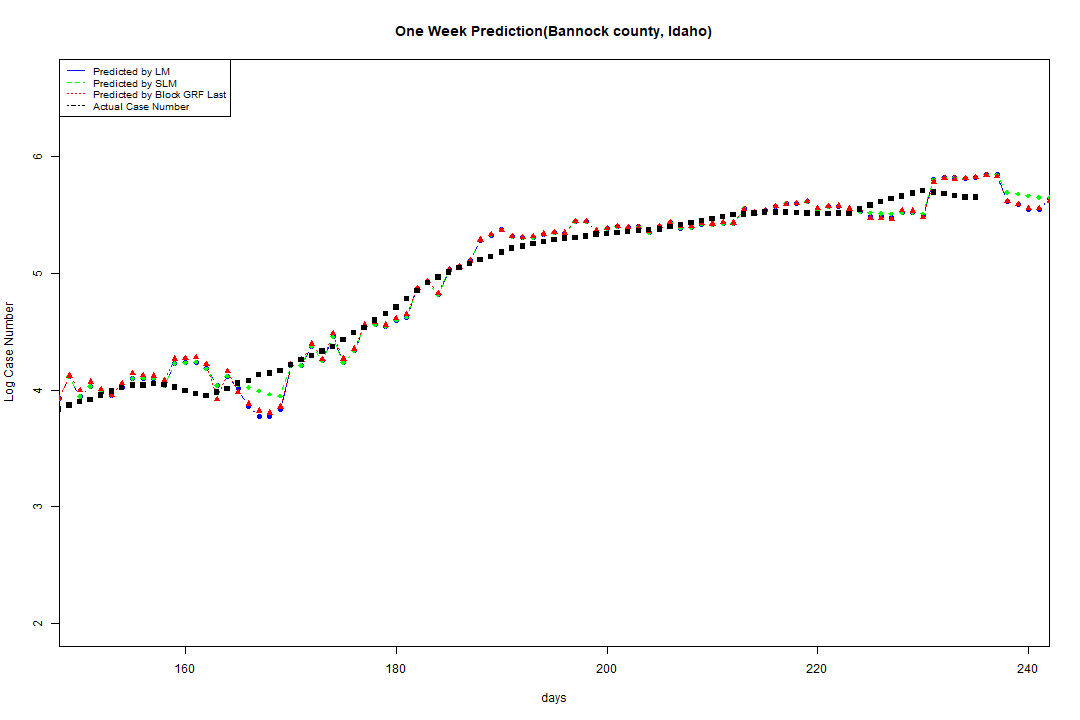 One Week Prediction(Bannock county, Idaho)
Predicted by LM
Predicted by SLM
Predicted by Block GRF Last
Actual Case Number
Log Case Number
6
5
4
3
2
160 180 200 220 240
days